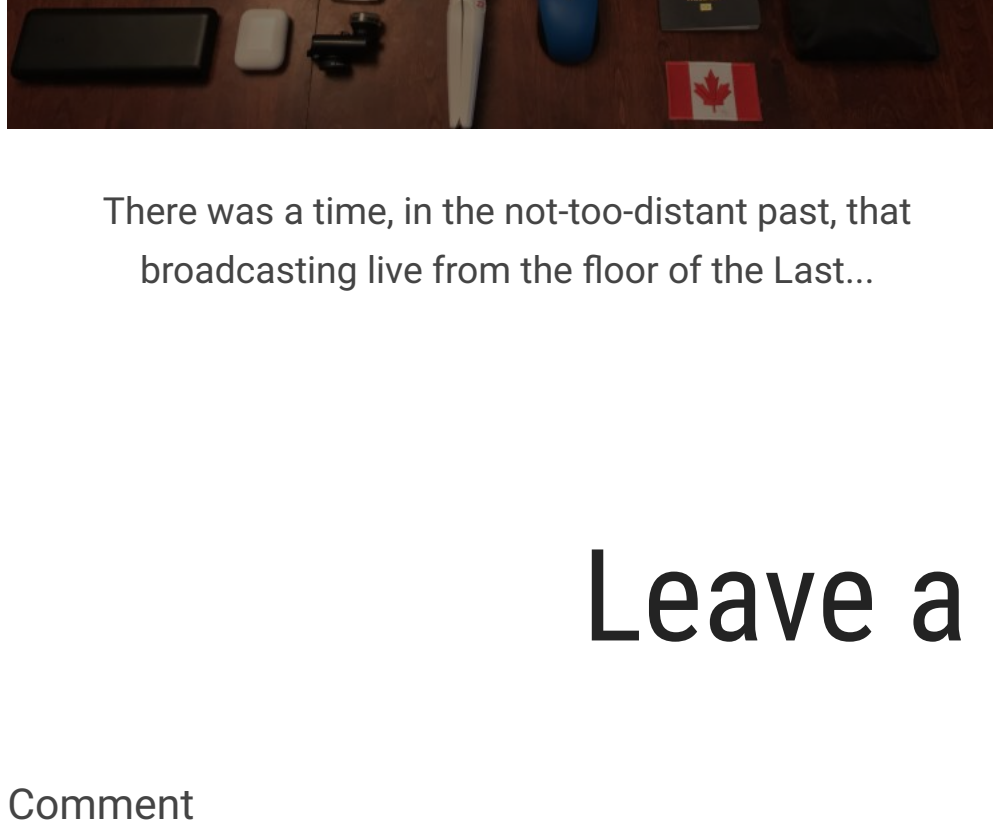 There was a time, in the not-too-distant past, that
broadcasting live from the floor of the Last...
Leave a
Comment